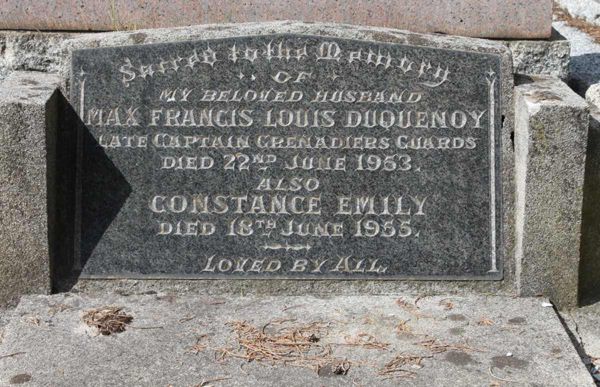 Sacred to the Memory
OF
MY BELOVED HUSBAND
MAX FRANCIS LOUIS DUQUENOY
LATE CAPTAIN GRENADIERS GUARDS
DIED 22ND JUNE 1953.
ALSO
CONSTANCE EMILY
DIED 18TH JUNE 1955.
LOVED BY ALL.